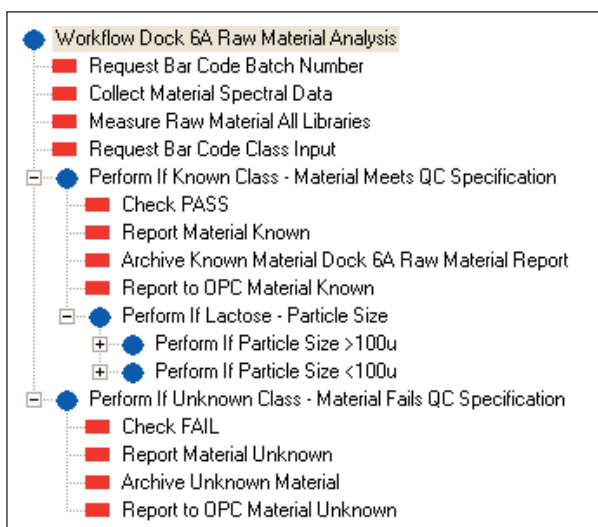 Workflow Dock 6A Raw Material Analysis
Request Bar Code Batch Number
Collect Material Spectral Data
Measure Raw Material All Libraries
Request Bar Code Class Input
Perform If Known Class - Material Meets QC Specification
Check PASS
Report Material Known
Archive Known Material Dock 6A Raw Material Report
Report to OPC Material Known
Perform If Lactose - Particle Size
Perform If Particle Size >100u
Perform If Particle Size <100u
Perform If Unknown Class - Material Fails QC Specification
Check FAIL
Report Material Unknown
Archive Unknown Material
Report to OPC Material Unknown